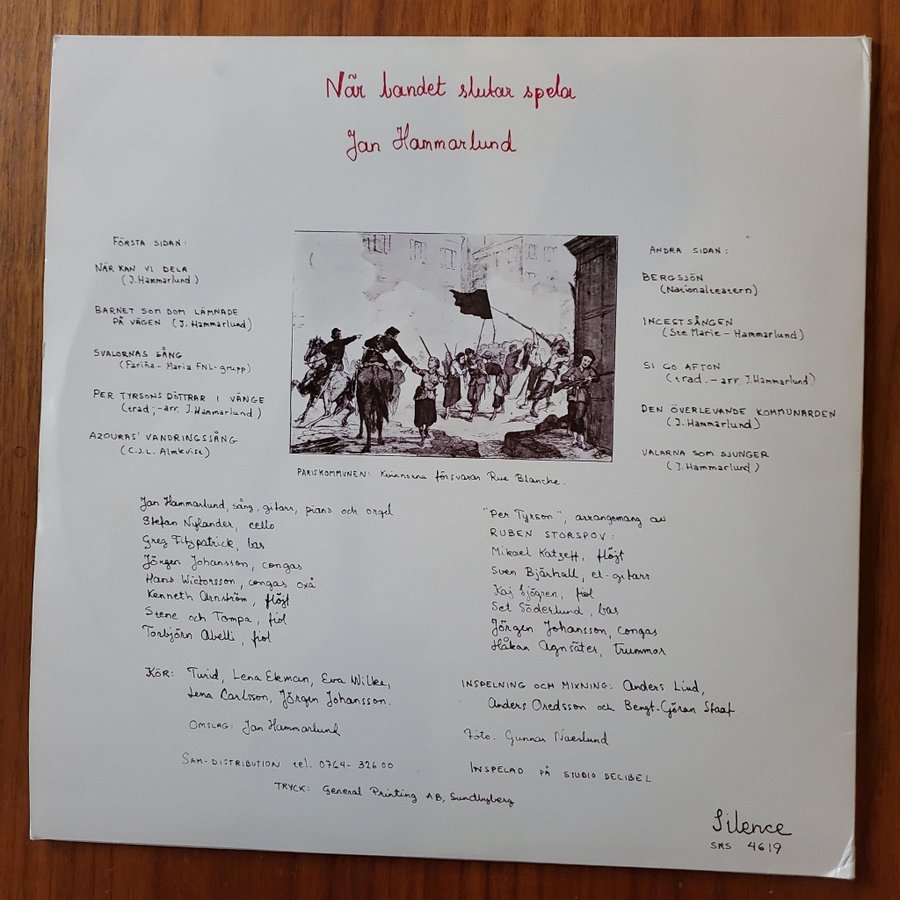 När bandet slutar spela
Jan Hammarlund
FÖRSTA SIDAN:
NÄR KAN VI DELA
(J. Hammarlund)
BARNET SOM DOM LÄMNADE
PÅ VÄGEN (J. Hammarlund)
SVALORNAS SÅNG
(Fariña - Maria FNL-grupp)
PER TYRSONS DÖTTRAR I VÄNGE
(trad. - arr. J. Hammarlund)
AZOURAS' VANDRINGSSÅNG
(C.J.L. Almkvist)
ANDRA SIDAN:
BERGSJÖN
(Nationalteatern)
INCESTSÅNGEN
(Ste Marie - Hammarlund)
SI GO AFTON
(trad. - arr. J. Hammarlund)
DEN ÖVERLEVANDE KOMMUNARDEN
(J. Hammarlund)
VALARNA SOM SJUNGER
(J. Hammarlund)
PARISKOMMUNEN: Kvinnorna försvarar Rue Blanche.
Jan Hammarlund, sång, gitarr, piano och orgel
Stefan Nylander, cello
Greg Fitzpatrick, bas
Jörgen Johansson, congas
Hans Wictorsson, congas oxå
Kenneth Arnström, flöjt
Stene och Tompa, fiol
Torbjörn Abelli, fiol
"Per Tyrson", arrangemang av
RUBEN STORSPOV:
Mikael Katzeff, flöjt
Sven Bjärhall, el-gitarr
Kaj Sjögren, fiol
Set Söderlund, bas
Jörgen Johansson, congas
Håkan Agnsäter, trummor
KÖR: Turid, Lena Ekman, Eva Wilke,
Lena Carlsson, Jörgen Johansson.
OMSLAG: Jan Hammarlund
SAM-DISTRIBUTION tel. 0764-32600
INSPELNING OCH MIXNING: Anders Lind,
Anders Oredsson och Bengt-Göran Staaf.
Foto: Gunnar Naeslund
INSPELAD PÅ STUDIO DECIBEL
TRYCK: General Printing AB, Sundbyberg
Silence
SRS 4619